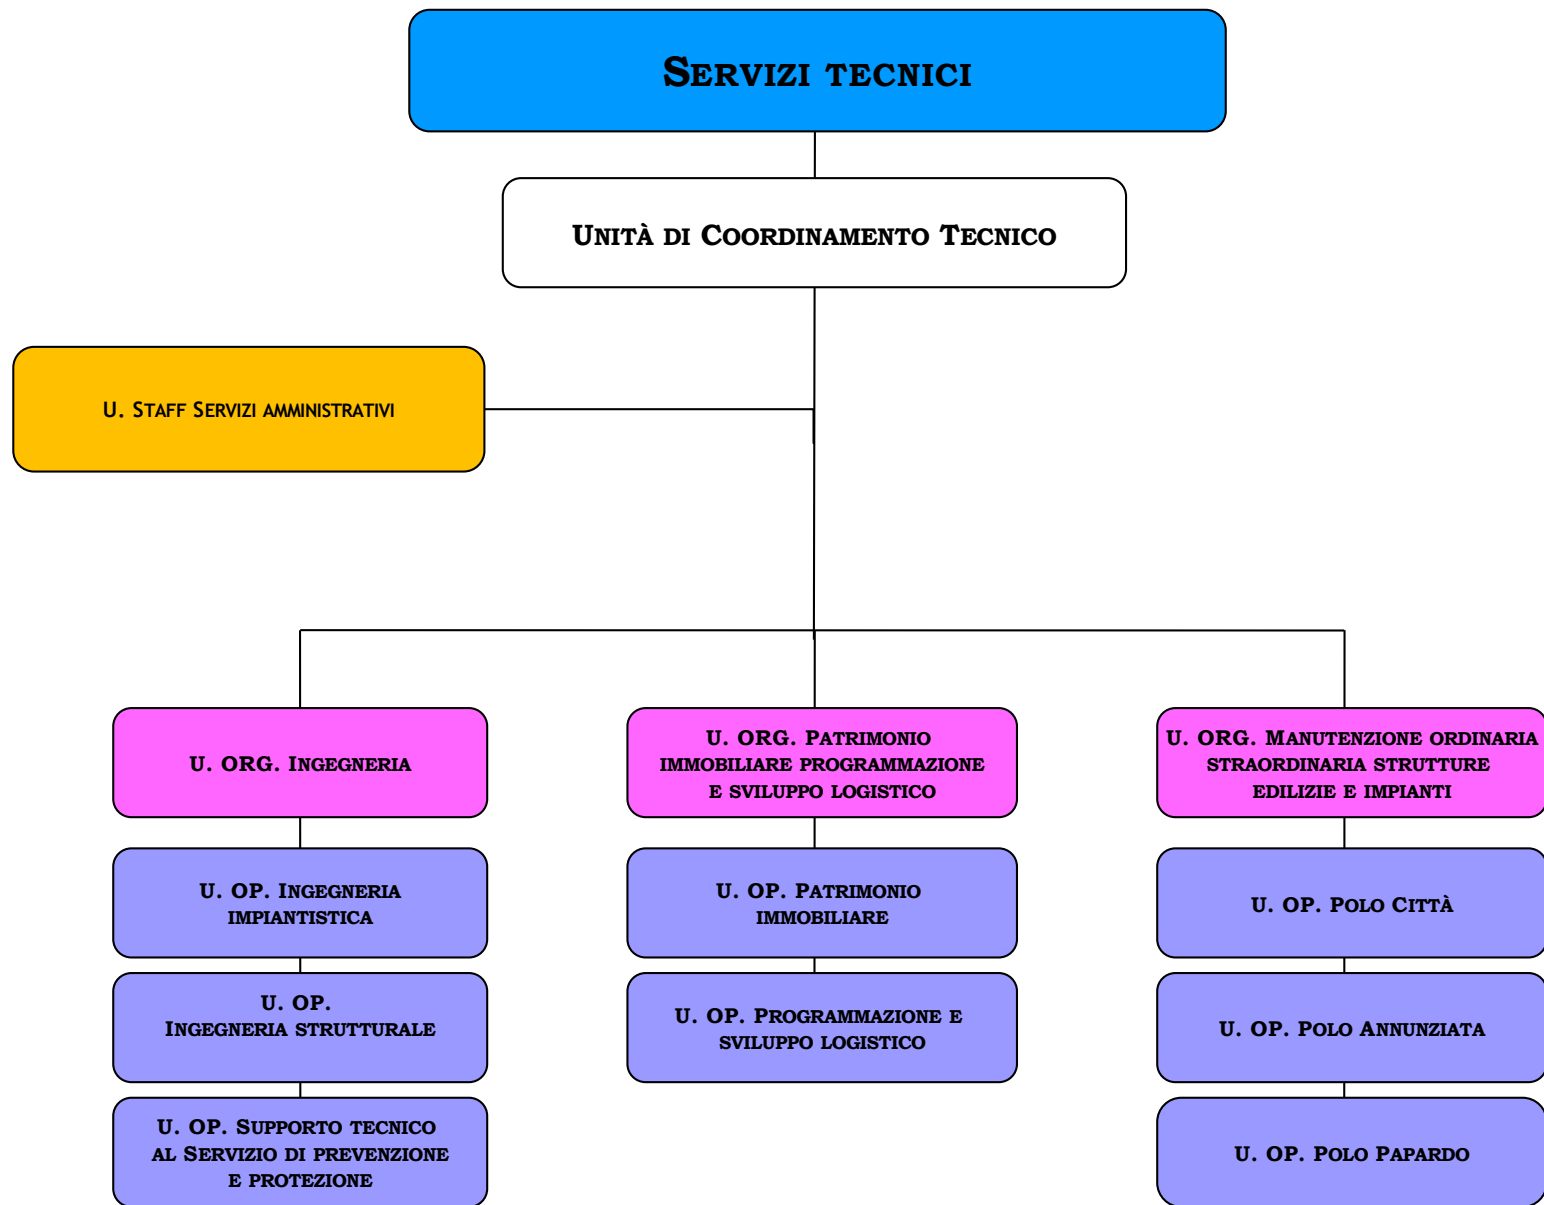 Servizi tecnici
Unità di Coordinamento Tecnico
U. Staff Servizi amministrativi
U. ORG. Ingegneria
U. ORG. Patrimonio
immobiliare programmazione
e sviluppo logistico
U. ORG. Manutenzione ordinaria
straordinaria strutture
edilizie e impianti
U. OP. Ingegneria
impiantistica
U. OP. Patrimonio
immobiliare
U. OP. Polo Città
U. OP.
Ingegneria strutturale
U. OP. Programmazione e
sviluppo logistico
U. OP. Polo Annunziata
U. OP. Supporto tecnico
al Servizio di prevenzione
e protezione
U. OP. Polo Papardo